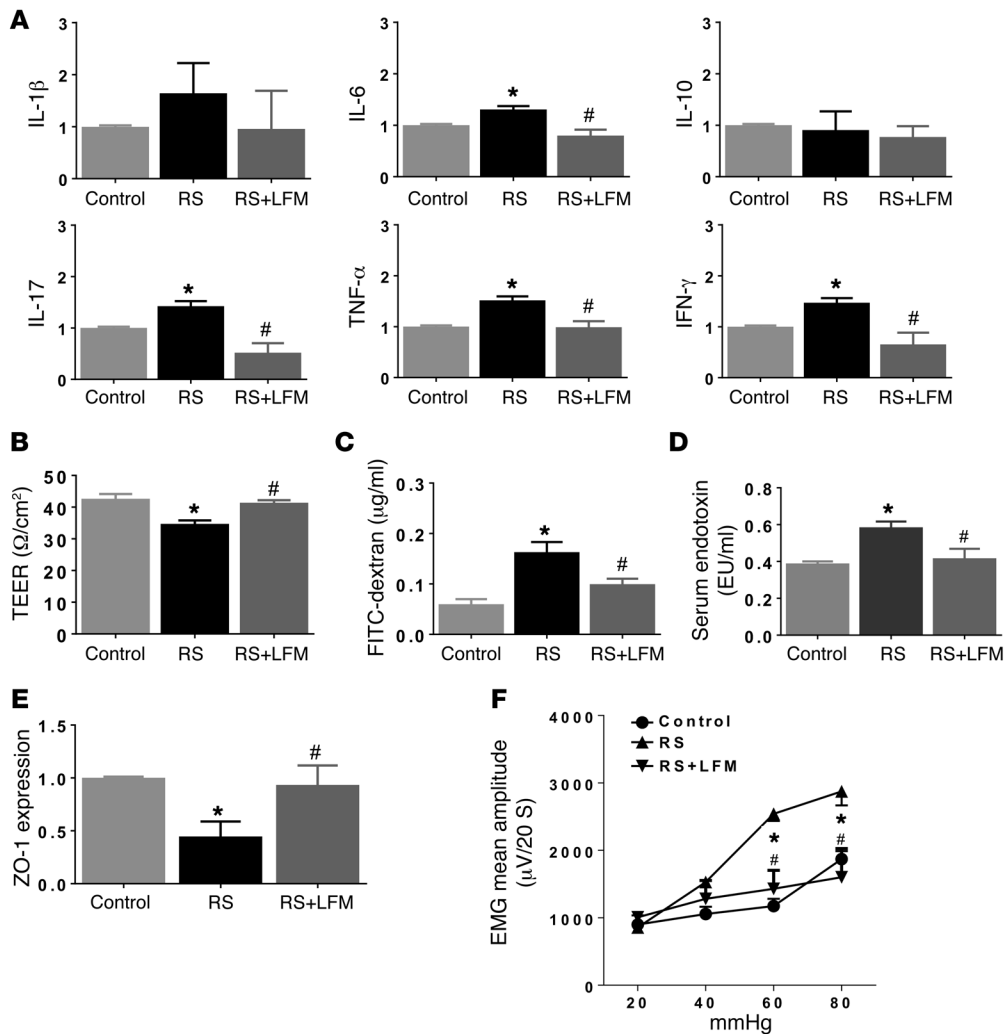 A
IL-1β
3
2
1
0
Control RS RS+LFM
IL-6
3
2
1
0
*
#
Control RS RS+LFM
IL-10
3
2
1
0
Control RS RS+LFM
IL-17
3
2
1
0
*
#
Control RS RS+LFM
TNF-α
3
2
1
0
*
#
Control RS RS+LFM
IFN-γ
3
2
1
0
*
#
Control RS RS+LFM
B
TEER (Ω/cm²)
50
40
30
20
10
0
*
#
Control RS RS+LFM
C
FITC-dextran (μg/ml)
0.3
0.2
0.1
0.0
*
#
Control RS RS+LFM
D
Serum endotoxin
(EU/ml)
0.8
0.6
0.4
0.2
0.0
*
#
Control RS RS+LFM
E
ZO-1 expression
1.5
1.0
0.5
0.0
*
#
Control RS RS+LFM
F
EMG mean amplitude
(μV/20 S)
4000
3000
2000
1000
0
Control
RS
RS+LFM
*
#
*
#
20 40 60 80
mmHg